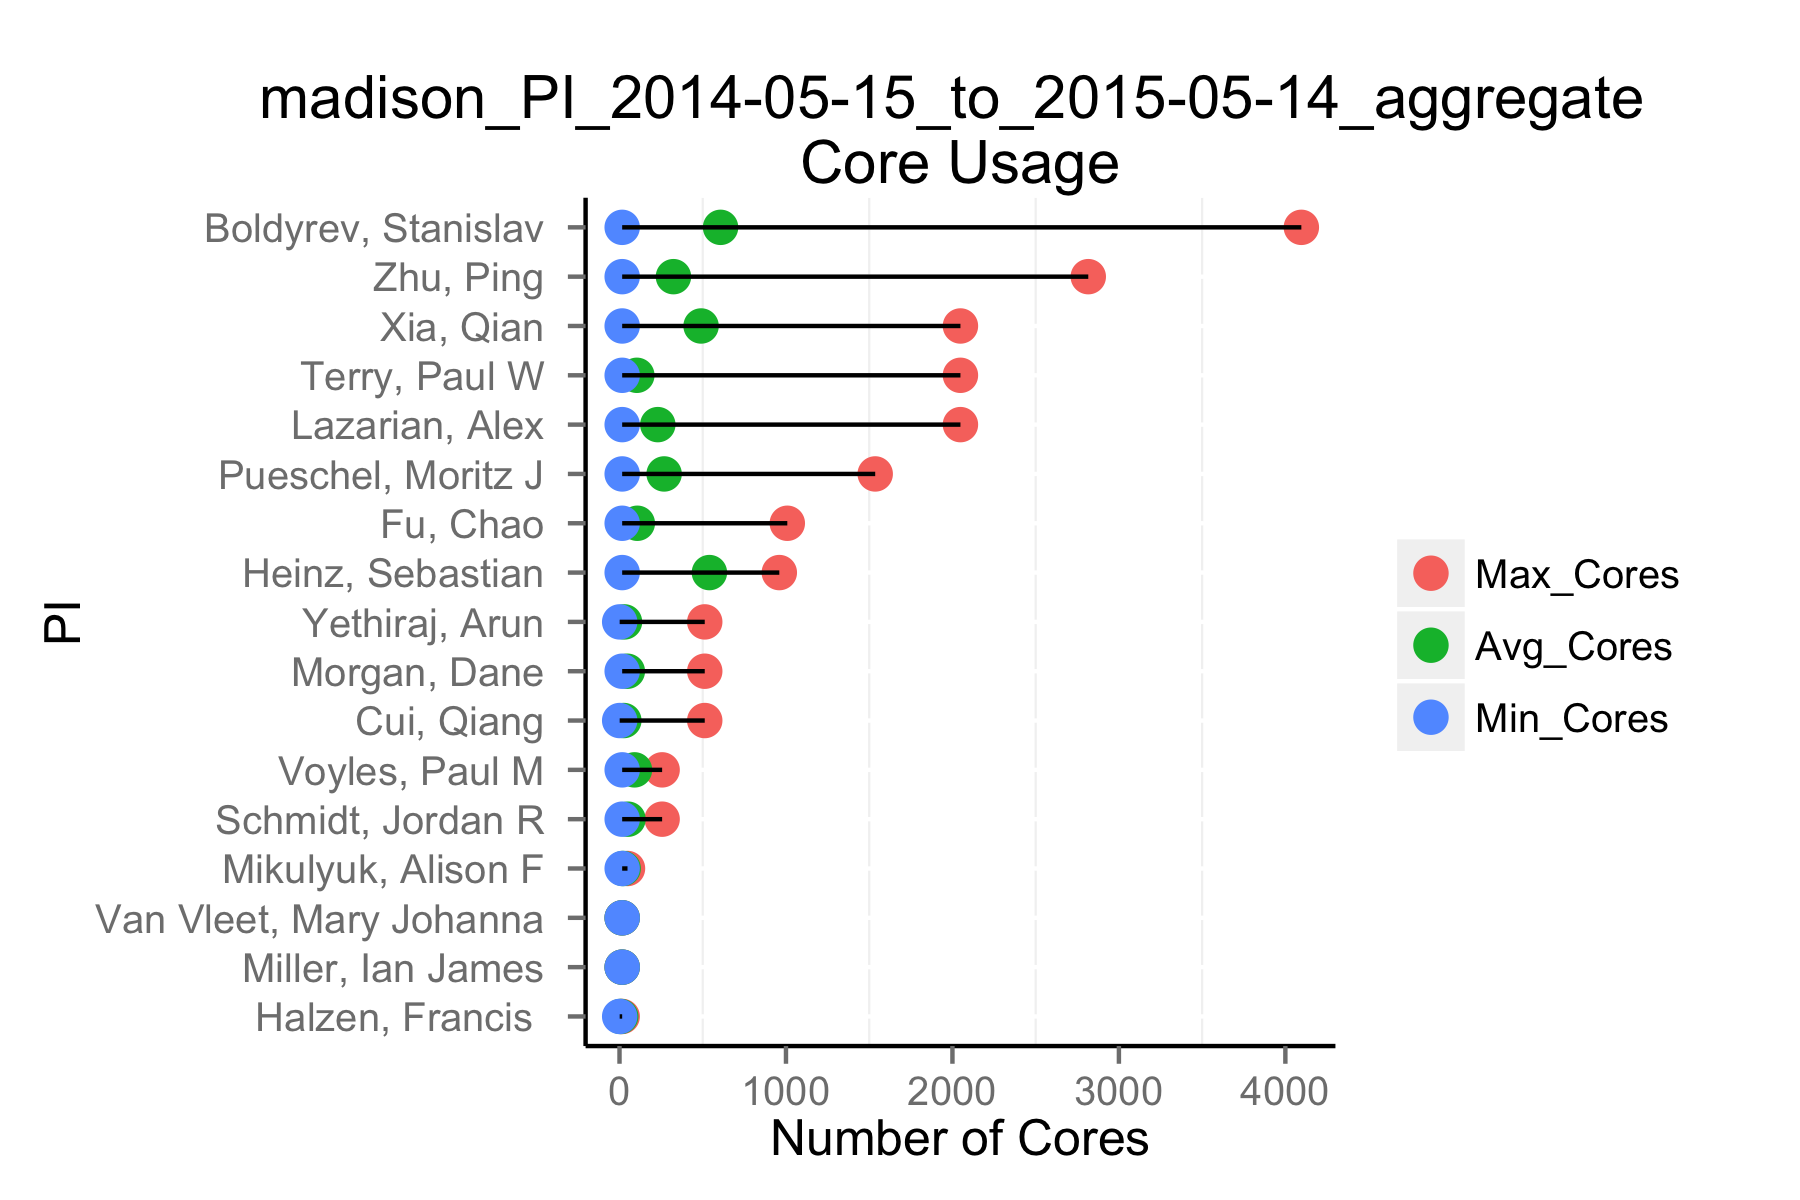 madison_PI_2014-05-15_to_2015-05-14_aggregate
Core Usage
PI
Boldyrev, Stanislav
Zhu, Ping
Xia, Qian
Terry, Paul W
Lazarian, Alex
Pueschel, Moritz J
Fu, Chao
Heinz, Sebastian
Yethiraj, Arun
Morgan, Dane
Cui, Qiang
Voyles, Paul M
Schmidt, Jordan R
Mikulyuk, Alison F
Van Vleet, Mary Johanna
Miller, Ian James
Halzen, Francis
0 1000 2000 3000 4000
Number of Cores
Max_Cores
Avg_Cores
Min_Cores